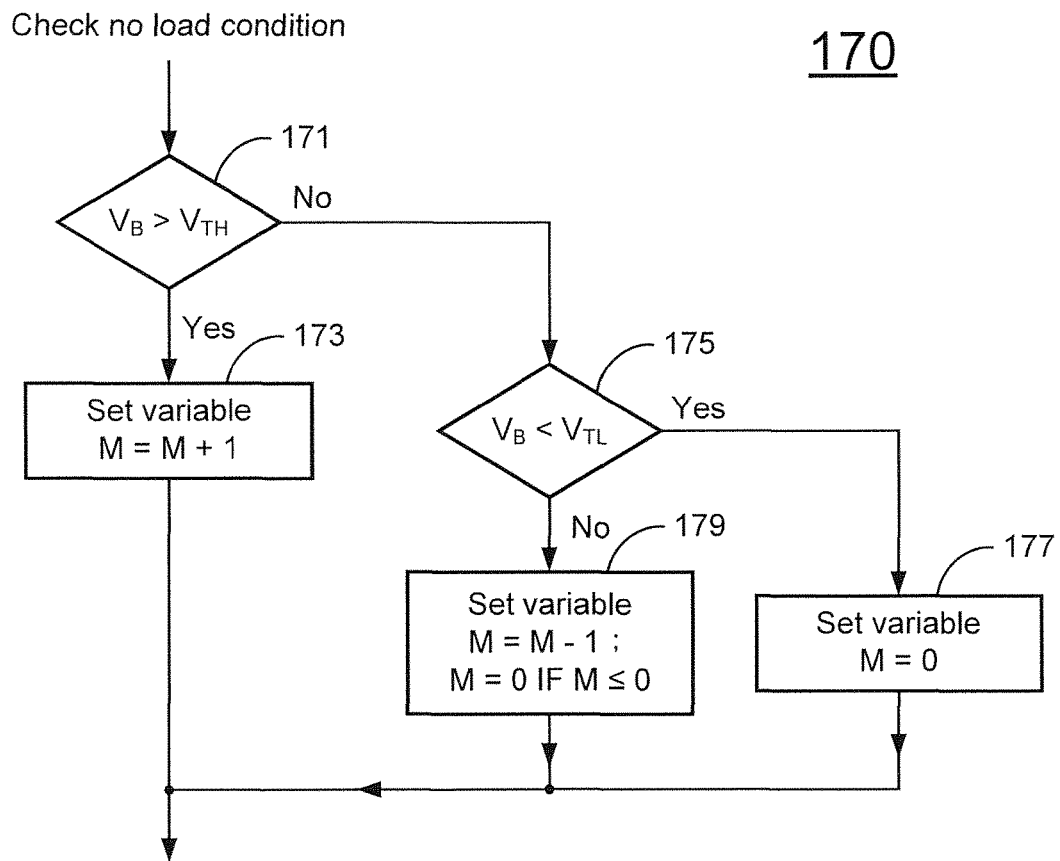 Check no load condition
170
171
V_B > V_TH
No
Yes
173
Set variable
M = M + 1
175
V_B < V_TL
Yes
No
179
Set variable
M = M - 1 ;
M = 0 IF M ≤ 0
177
Set variable
M = 0